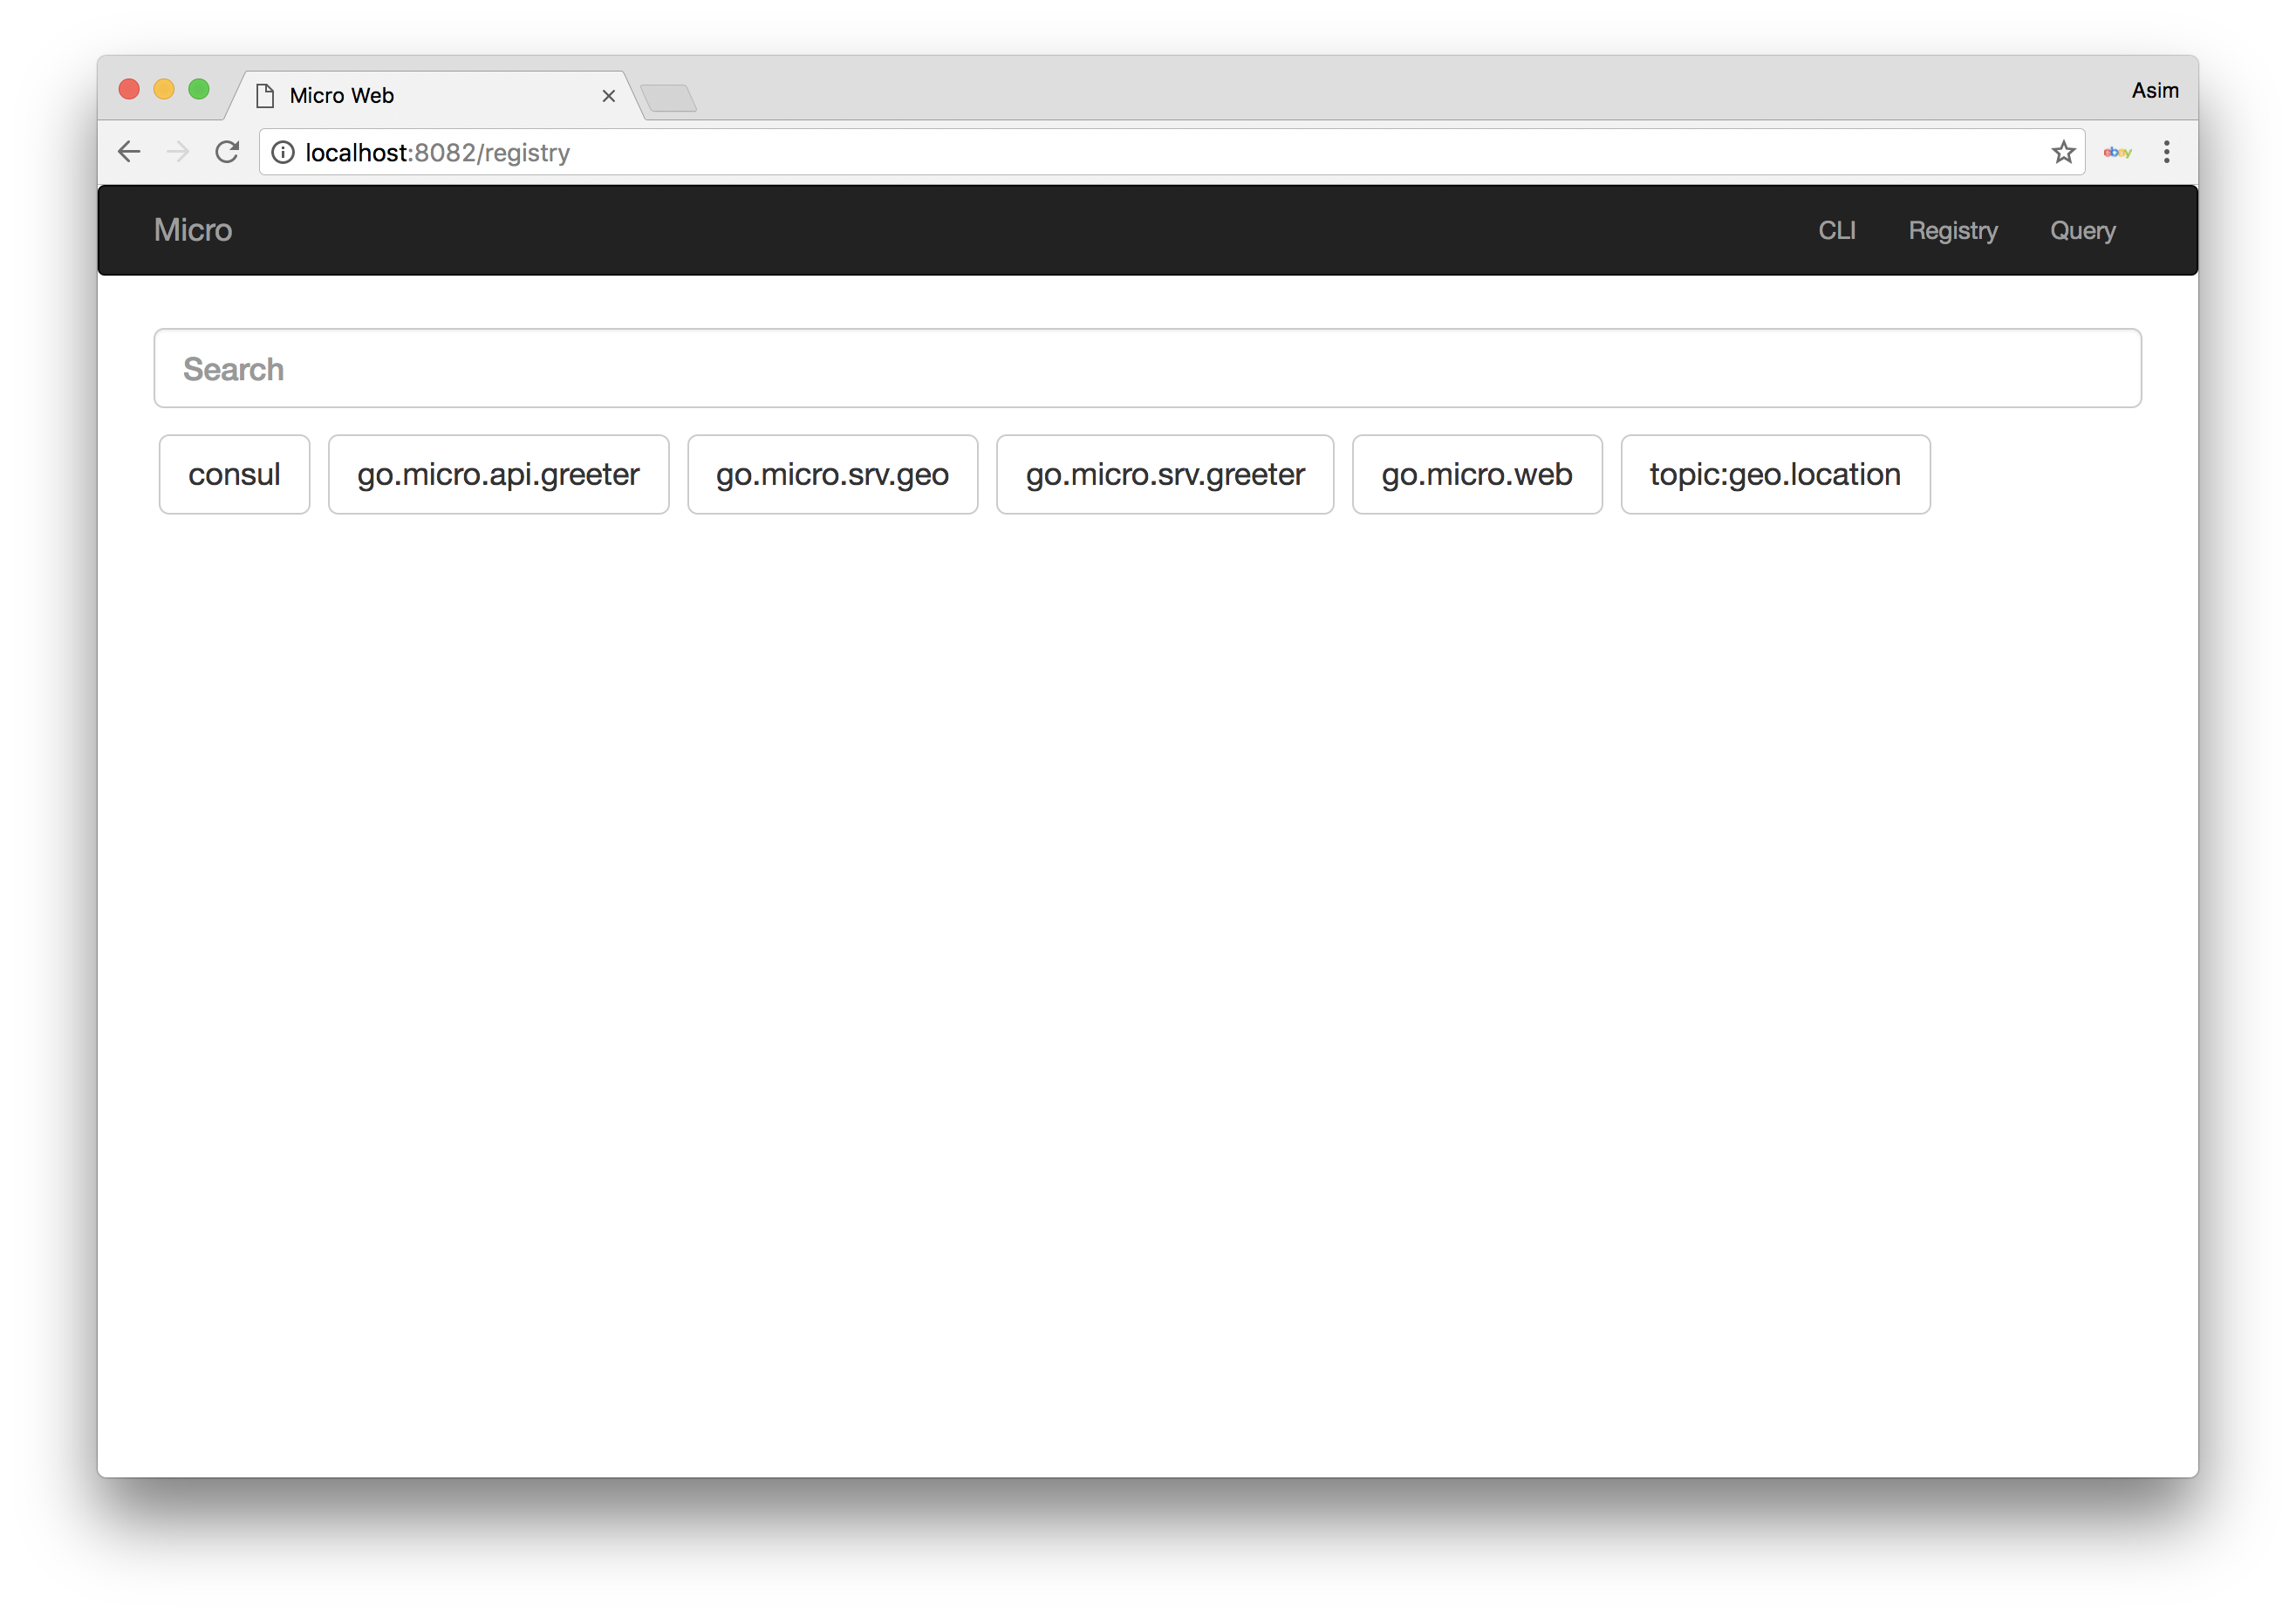 Micro Web
Asim
localhost:8082/registry
ebay
Micro
CLI Registry Query
Search
consul go.micro.api.greeter go.micro.srv.geo go.micro.srv.greeter go.micro.web topic:geo.location